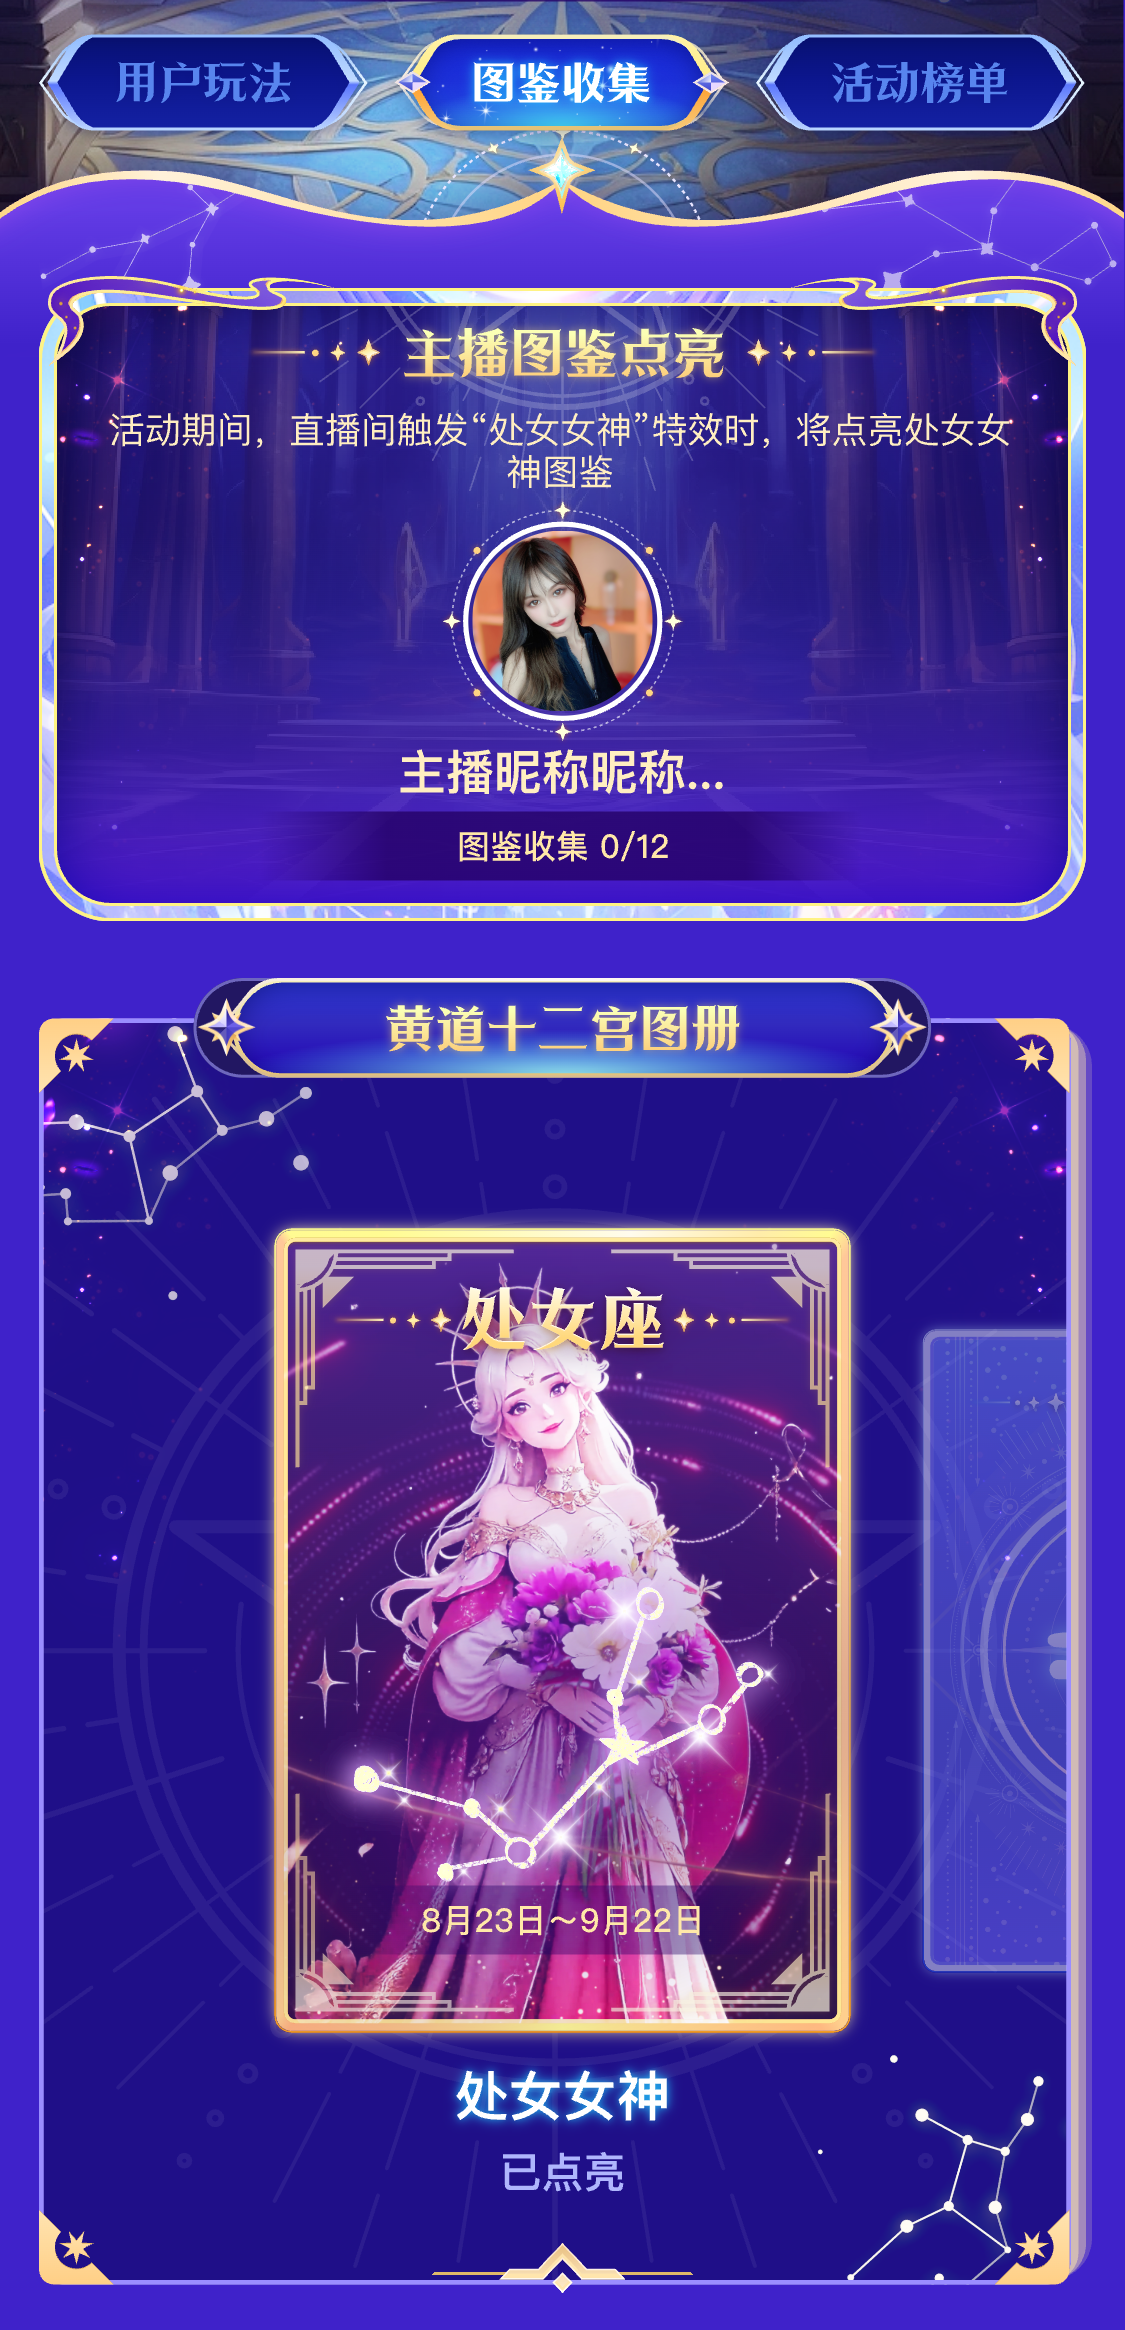 用户玩法
图鉴收集
活动榜单
主播图鉴点亮
活动期间，直播间触发“处女女神”特效时，将点亮处女女
神图鉴
主播昵称昵称...
图鉴收集 0/12
黄道十二宫图册
处女座
8月23日～9月22日
处女女神
已点亮